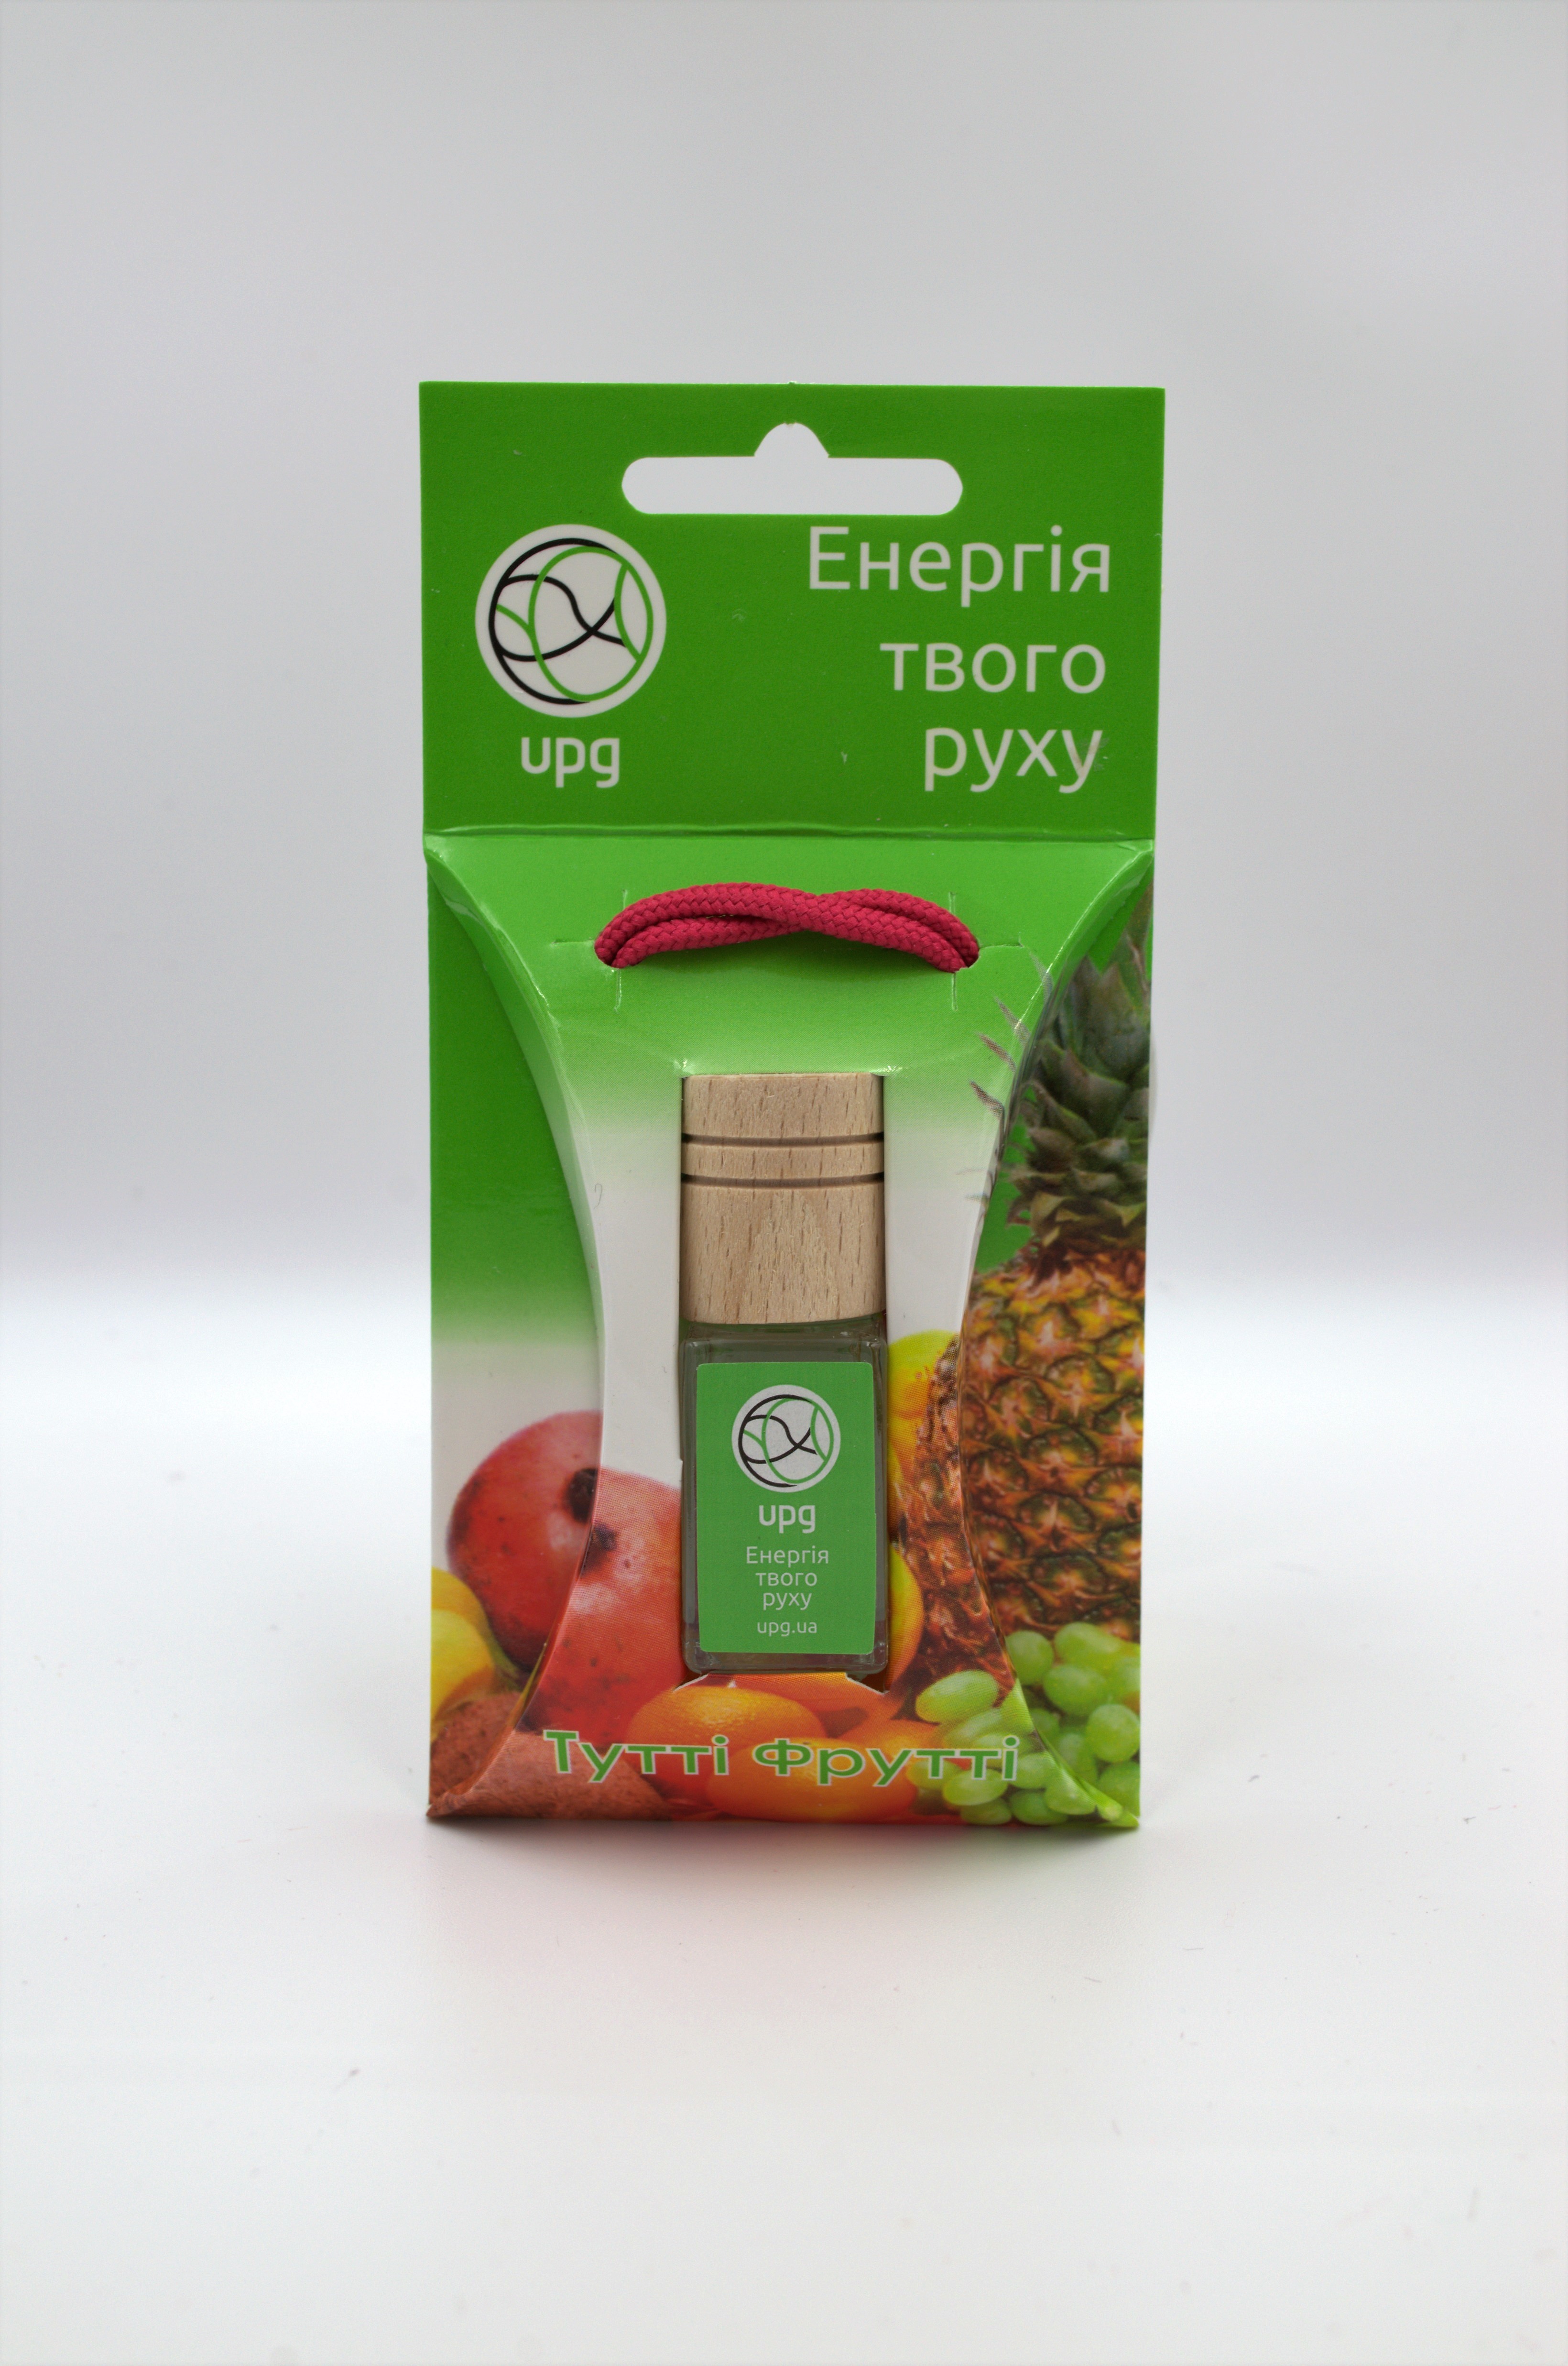 upg
Енергія
твого
руху
upg
Енергія
твого
руху
upg.ua
Тутті Фрутті